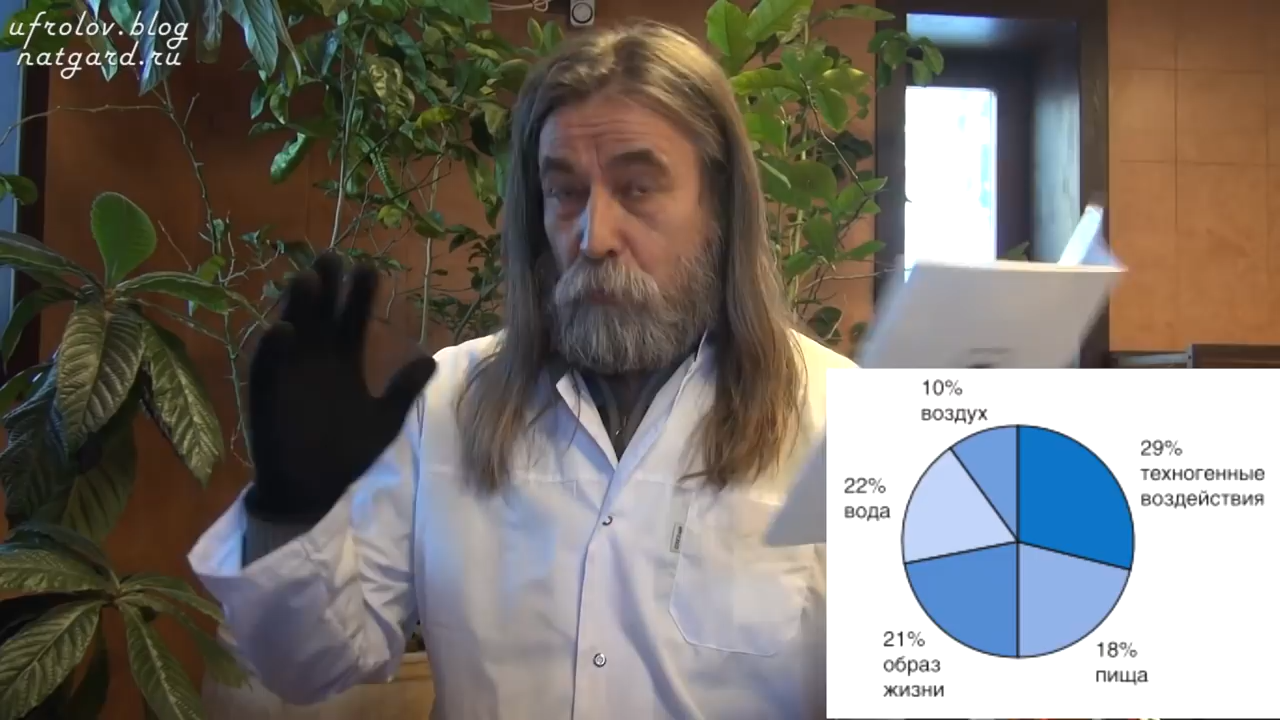 ufrolov.blog
natgard.ru
10%
воздух
29%
техногенные
воздействия
22%
вода
21%
образ
жизни
18%
пища